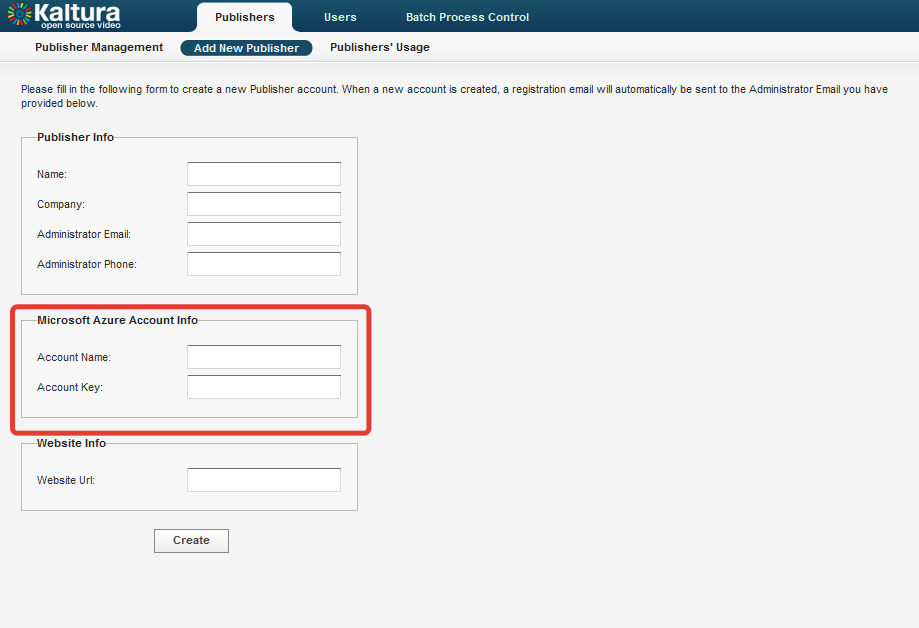 Kaltura
open source video
Publishers
Users
Batch Process Control
Publisher Management
Add New Publisher
Publishers' Usage
Please fill in the following form to create a new Publisher account. When a new account is created, a registration email will automatically be sent to the Administrator Email you have
provided below.
Publisher Info
Name:
Company:
Administrator Email:
Administrator Phone:
Microsoft Azure Account Info
Account Name:
Account Key:
Website Info
Website Url:
Create